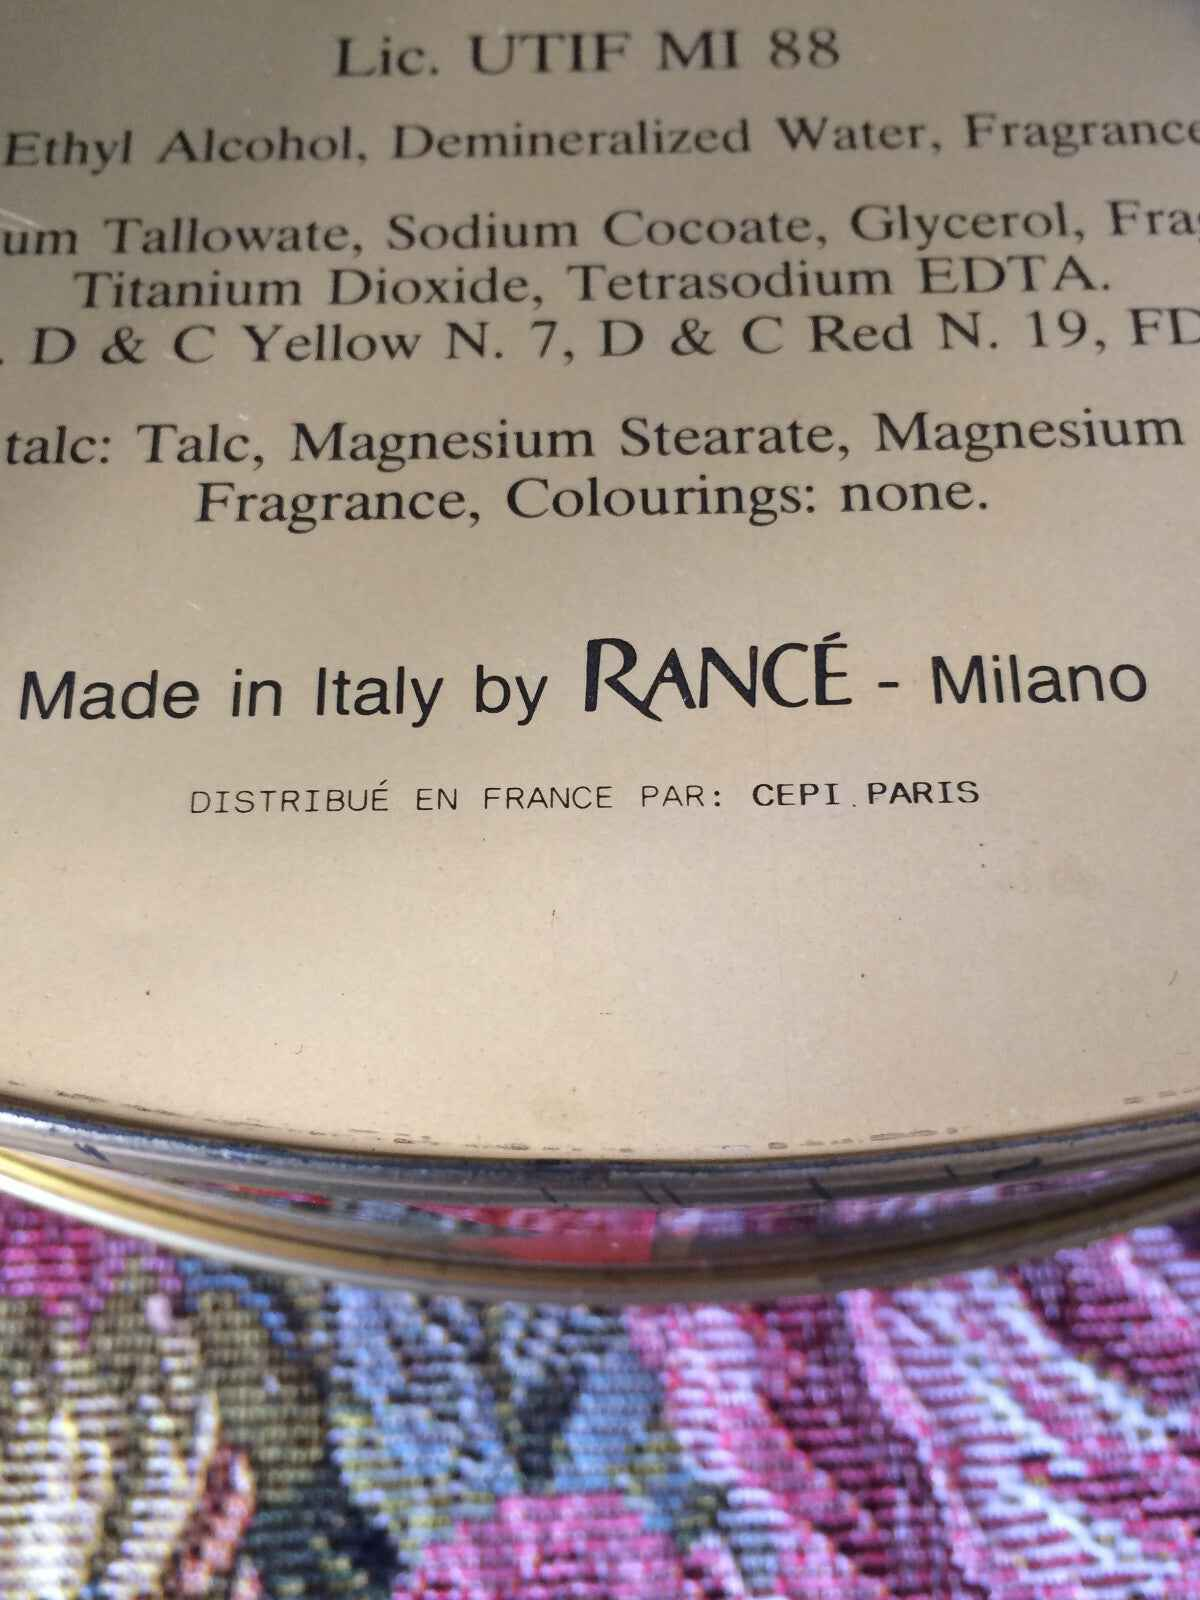 Lic. UTIF MI 88
Ethyl Alcohol, Demineralized Water, Fragrance
um Tallowate, Sodium Cocoate, Glycerol, Frag
Titanium Dioxide, Tetrasodium EDTA.
. D & C Yellow N. 7, D & C Red N. 19, FD
talc: Talc, Magnesium Stearate, Magnesium
Fragrance, Colourings: none.
Made in Italy by RANCÉ - Milano
DISTRIBUÉ EN FRANCE PAR: CEPI. PARIS